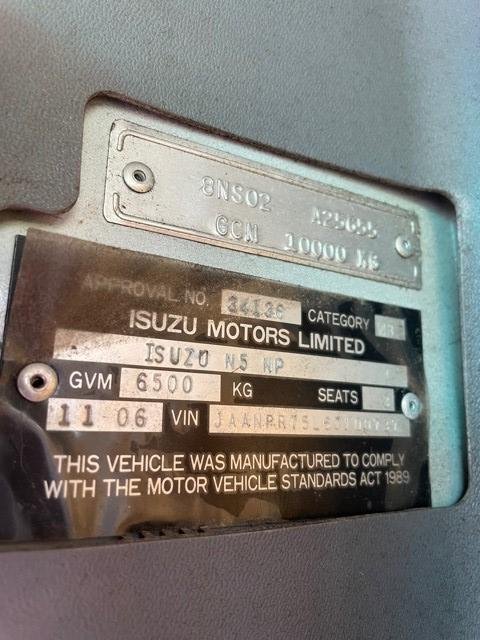 8NS02 A25655
GCM 10000 KG
APPROVAL NO. 34136 CATEGORY
ISUZU MOTORS LIMITED
ISUZU N5 NP
GVM 6500 KG SEATS
11 06 VIN
THIS VEHICLE WAS MANUFACTURED TO COMPLY
WITH THE MOTOR VEHICLE STANDARDS ACT 1989